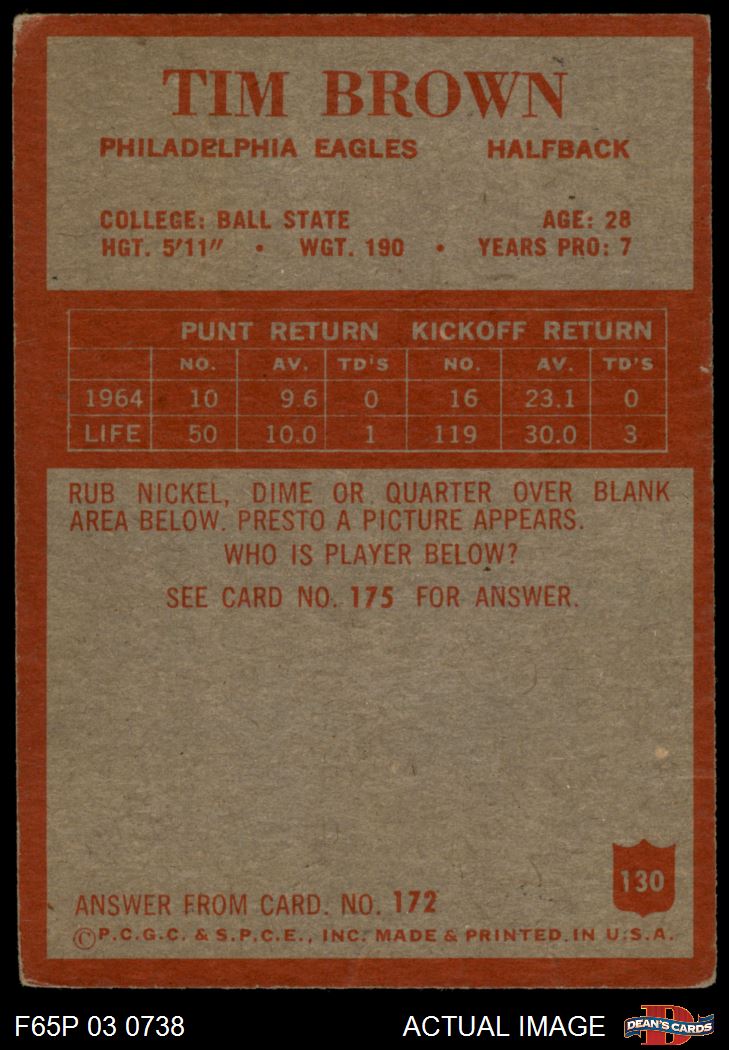 TIM BROWN
PHILADELPHIA EAGLES HALFBACK
COLLEGE: BALL STATE AGE: 28
HGT. 5'11" • WGT. 190 • YEARS PRO: 7
PUNT RETURN KICKOFF RETURN
NO. AV. TD'S NO. AV. TD'S
1964 10 9.6 0 16 23.1 0
LIFE 50 10.0 1 119 30.0 3
RUB NICKEL, DIME OR QUARTER OVER BLANK
AREA BELOW. PRESTO A PICTURE APPEARS.
WHO IS PLAYER BELOW?
SEE CARD NO. 175 FOR ANSWER.
130
ANSWER FROM CARD. NO. 172
©P.C.G.C. & S.P.C.E., INC. MADE & PRINTED IN U.S.A.
F65P 03 0738 ACTUAL IMAGE
D
DEAN'S CARDS